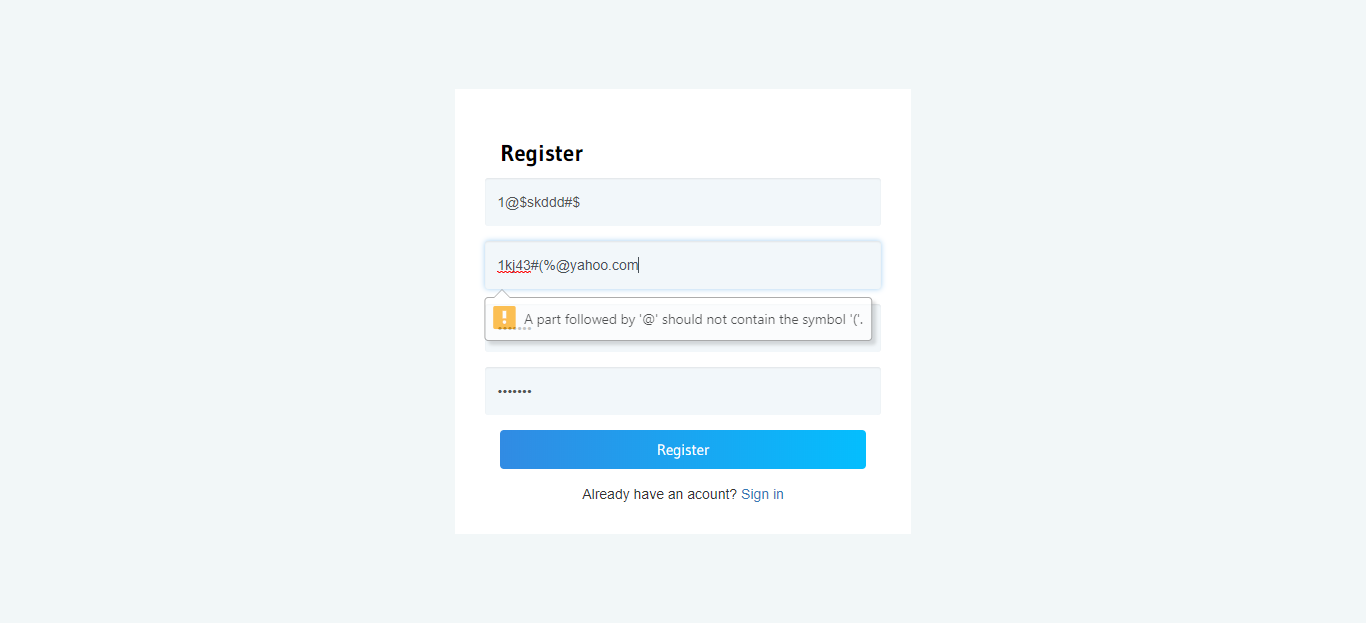 Register
1@$skddd#$
1kj43#(%@yahoo.com
A part followed by '@' should not contain the symbol '('.
•••••••
Register
Already have an acount? Sign in